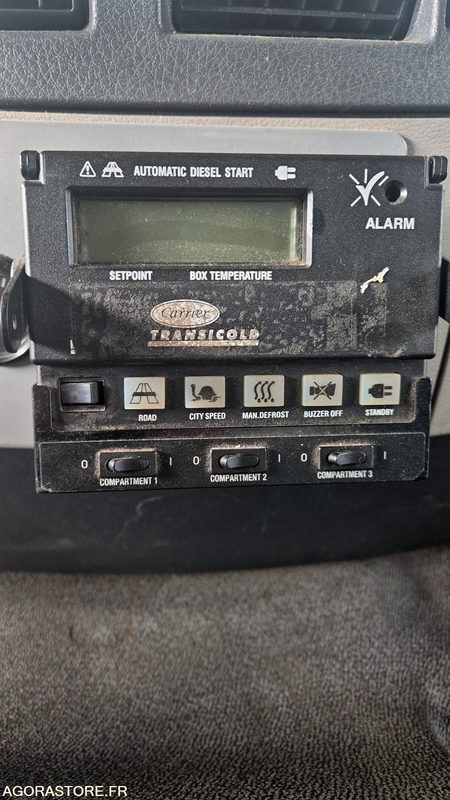 AUTOMATIC DIESEL START
ALARM
SETPOINT BOX TEMPERATURE
Carrier
TRANSICOLD
ROAD CITY SPEED MAN.DEFROST BUZZER OFF STANDBY
0 I 0 I 0 I
COMPARTMENT 1 COMPARTMENT 2 COMPARTMENT 3
AGORASTORE.FR